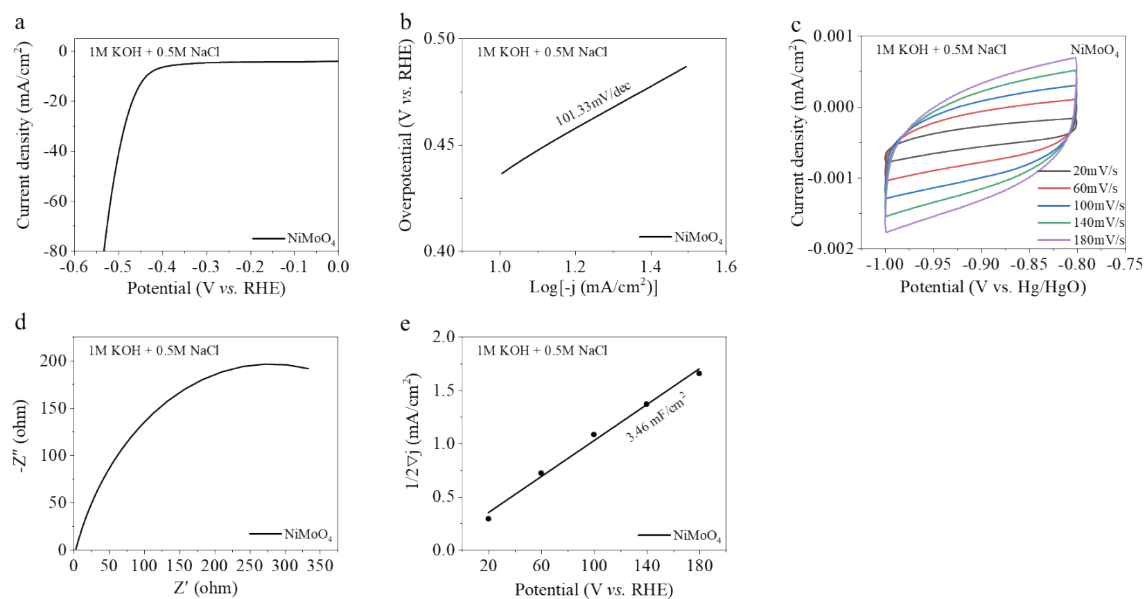 a
1M KOH + 0.5M NaCl
Current density (mA/cm²)
0
-20
-40
-60
-80
-0.6
-0.5
-0.4
-0.3
-0.2
-0.1
0.0
NiMoO₄
Potential (V vs. RHE)
b
1M KOH + 0.5M NaCl
Overpotential (V vs. RHE)
0.50
0.45
0.40
101.33mV/dec
NiMoO₄
1.0
1.2
1.4
1.6
Log[-j (mA/cm²)]
c
1M KOH + 0.5M NaCl
NiMoO₄
Current density (mA/cm²)
0.001
0.000
-0.001
-0.002
20mV/s
60mV/s
100mV/s
140mV/s
180mV/s
-1.00
-0.95
-0.90
-0.85
-0.80
-0.75
Potential (V vs. Hg/HgO)
d
1M KOH + 0.5M NaCl
-Z″ (ohm)
200
150
100
50
0
NiMoO₄
0
50
100
150
200
250
300
350
Z′ (ohm)
e
1M KOH + 0.5M NaCl
1/2∇j (mA/cm²)
2.0
1.5
1.0
0.5
0.0
3.46 mF/cm²
NiMoO₄
20
60
100
140
180
Potential (V vs. RHE)